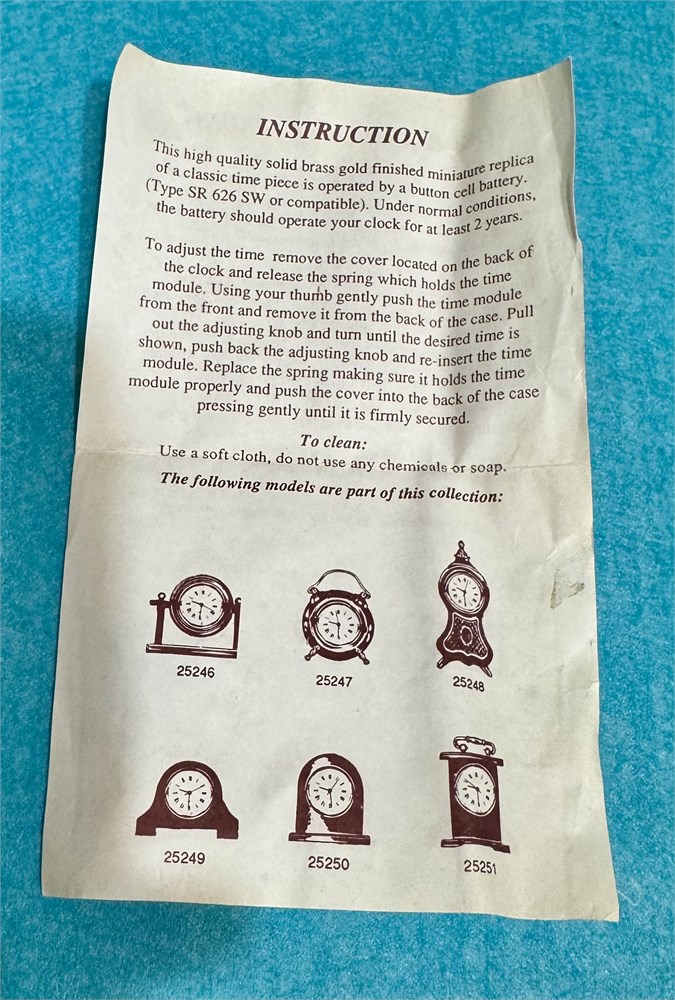 INSTRUCTION
This high quality solid brass gold finished miniature replica
of a classic time piece is operated by a button cell battery.
(Type SR 626 SW or compatible). Under normal conditions,
the battery should operate your clock for at least 2 years.
To adjust the time remove the cover located on the back of
the clock and release the spring which holds the time
module. Using your thumb gently push the time module
from the front and remove it from the back of the case. Pull
out the adjusting knob and turn until the desired time is
shown, push back the adjusting knob and re-insert the time
module. Replace the spring making sure it holds the time
module properly and push the cover into the back of the case
pressing gently until it is firmly secured.
To clean:
Use a soft cloth, do not use any chemicals or soap.
The following models are part of this collection:
25246 25247 25248
25249 25250 25251